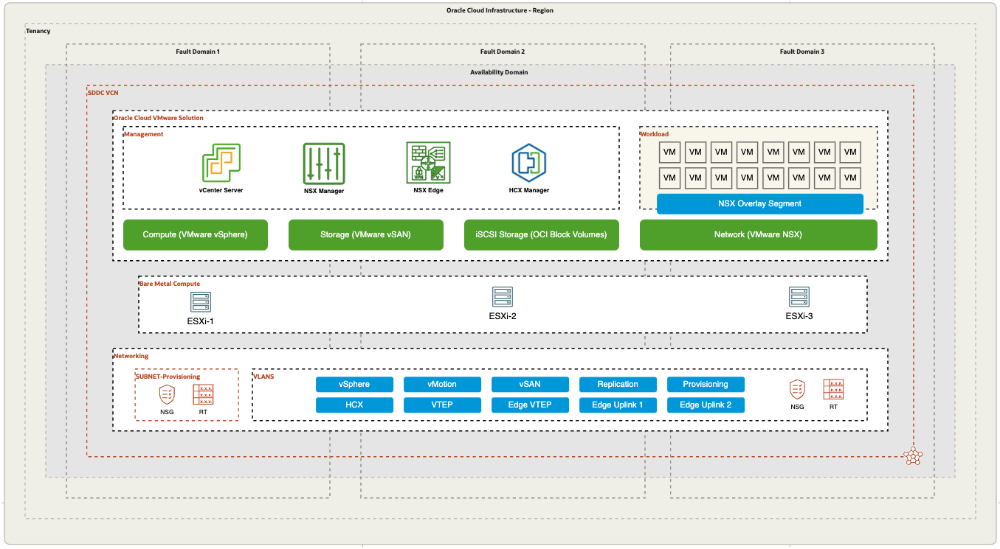 Oracle Cloud Infrastructure - Region
Tenancy
Fault Domain 1
Fault Domain 2
Fault Domain 3
Availability Domain
SDDC VCN
Oracle Cloud VMware Solution
Management
vCenter Server
NSX Manager
VPN
NSX Edge
HCX Manager
Workload
VM VM VM VM VM VM VM VM
VM VM VM VM VM VM VM VM
NSX Overlay Segment
Compute (VMware vSphere)
Storage (VMware vSAN)
iSCSI Storage (OCI Block Volumes)
Network (VMware NSX)
Bare Metal Compute
ESXi-1
ESXi-2
ESXi-3
Networking
SUBNET-Provisioning
NSG
X.X.X.
X.X.X.
X.X.X.
RT
VLANS
vSphere
vMotion
vSAN
Replication
Provisioning
HCX
VTEP
Edge VTEP
Edge Uplink 1
Edge Uplink 2
NSG
X.X.X.
X.X.X.
X.X.X.
RT